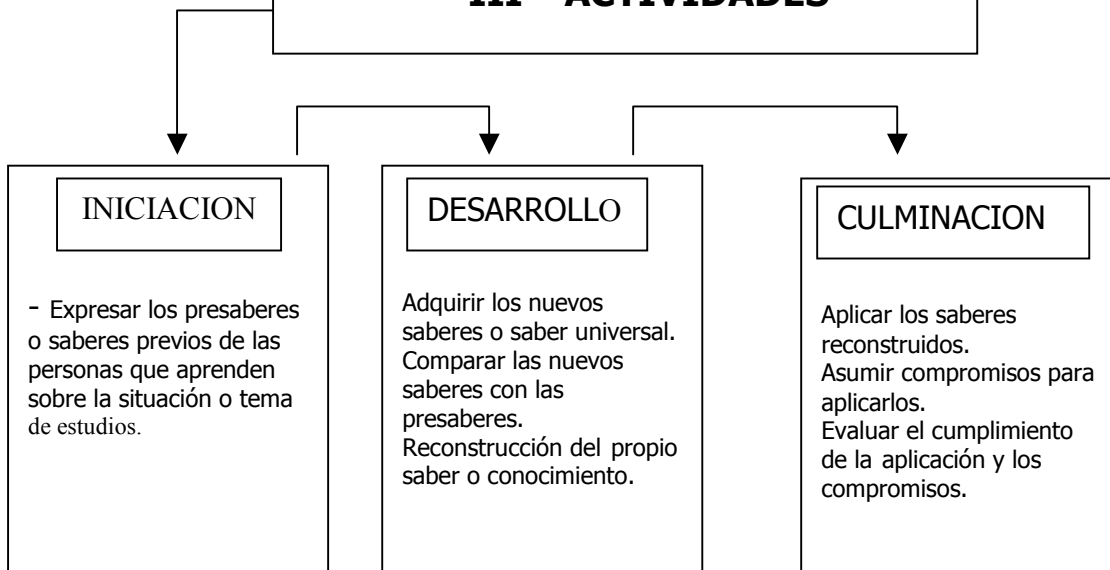 III ACTIVIDADES
INICIACION
- Expresar los presaberes
o saberes previos de las
personas que aprenden
sobre la situación o tema
de estudios.
DESARROLLO
Adquirir los nuevos
saberes o saber universal.
Comparar las nuevos
saberes con las
presaberes.
Reconstrucción del propio
saber o conocimiento.
CULMINACION
Aplicar los saberes
reconstruidos.
Asumir compromisos para
aplicarlos.
Evaluar el cumplimiento
de la aplicación y los
compromisos.